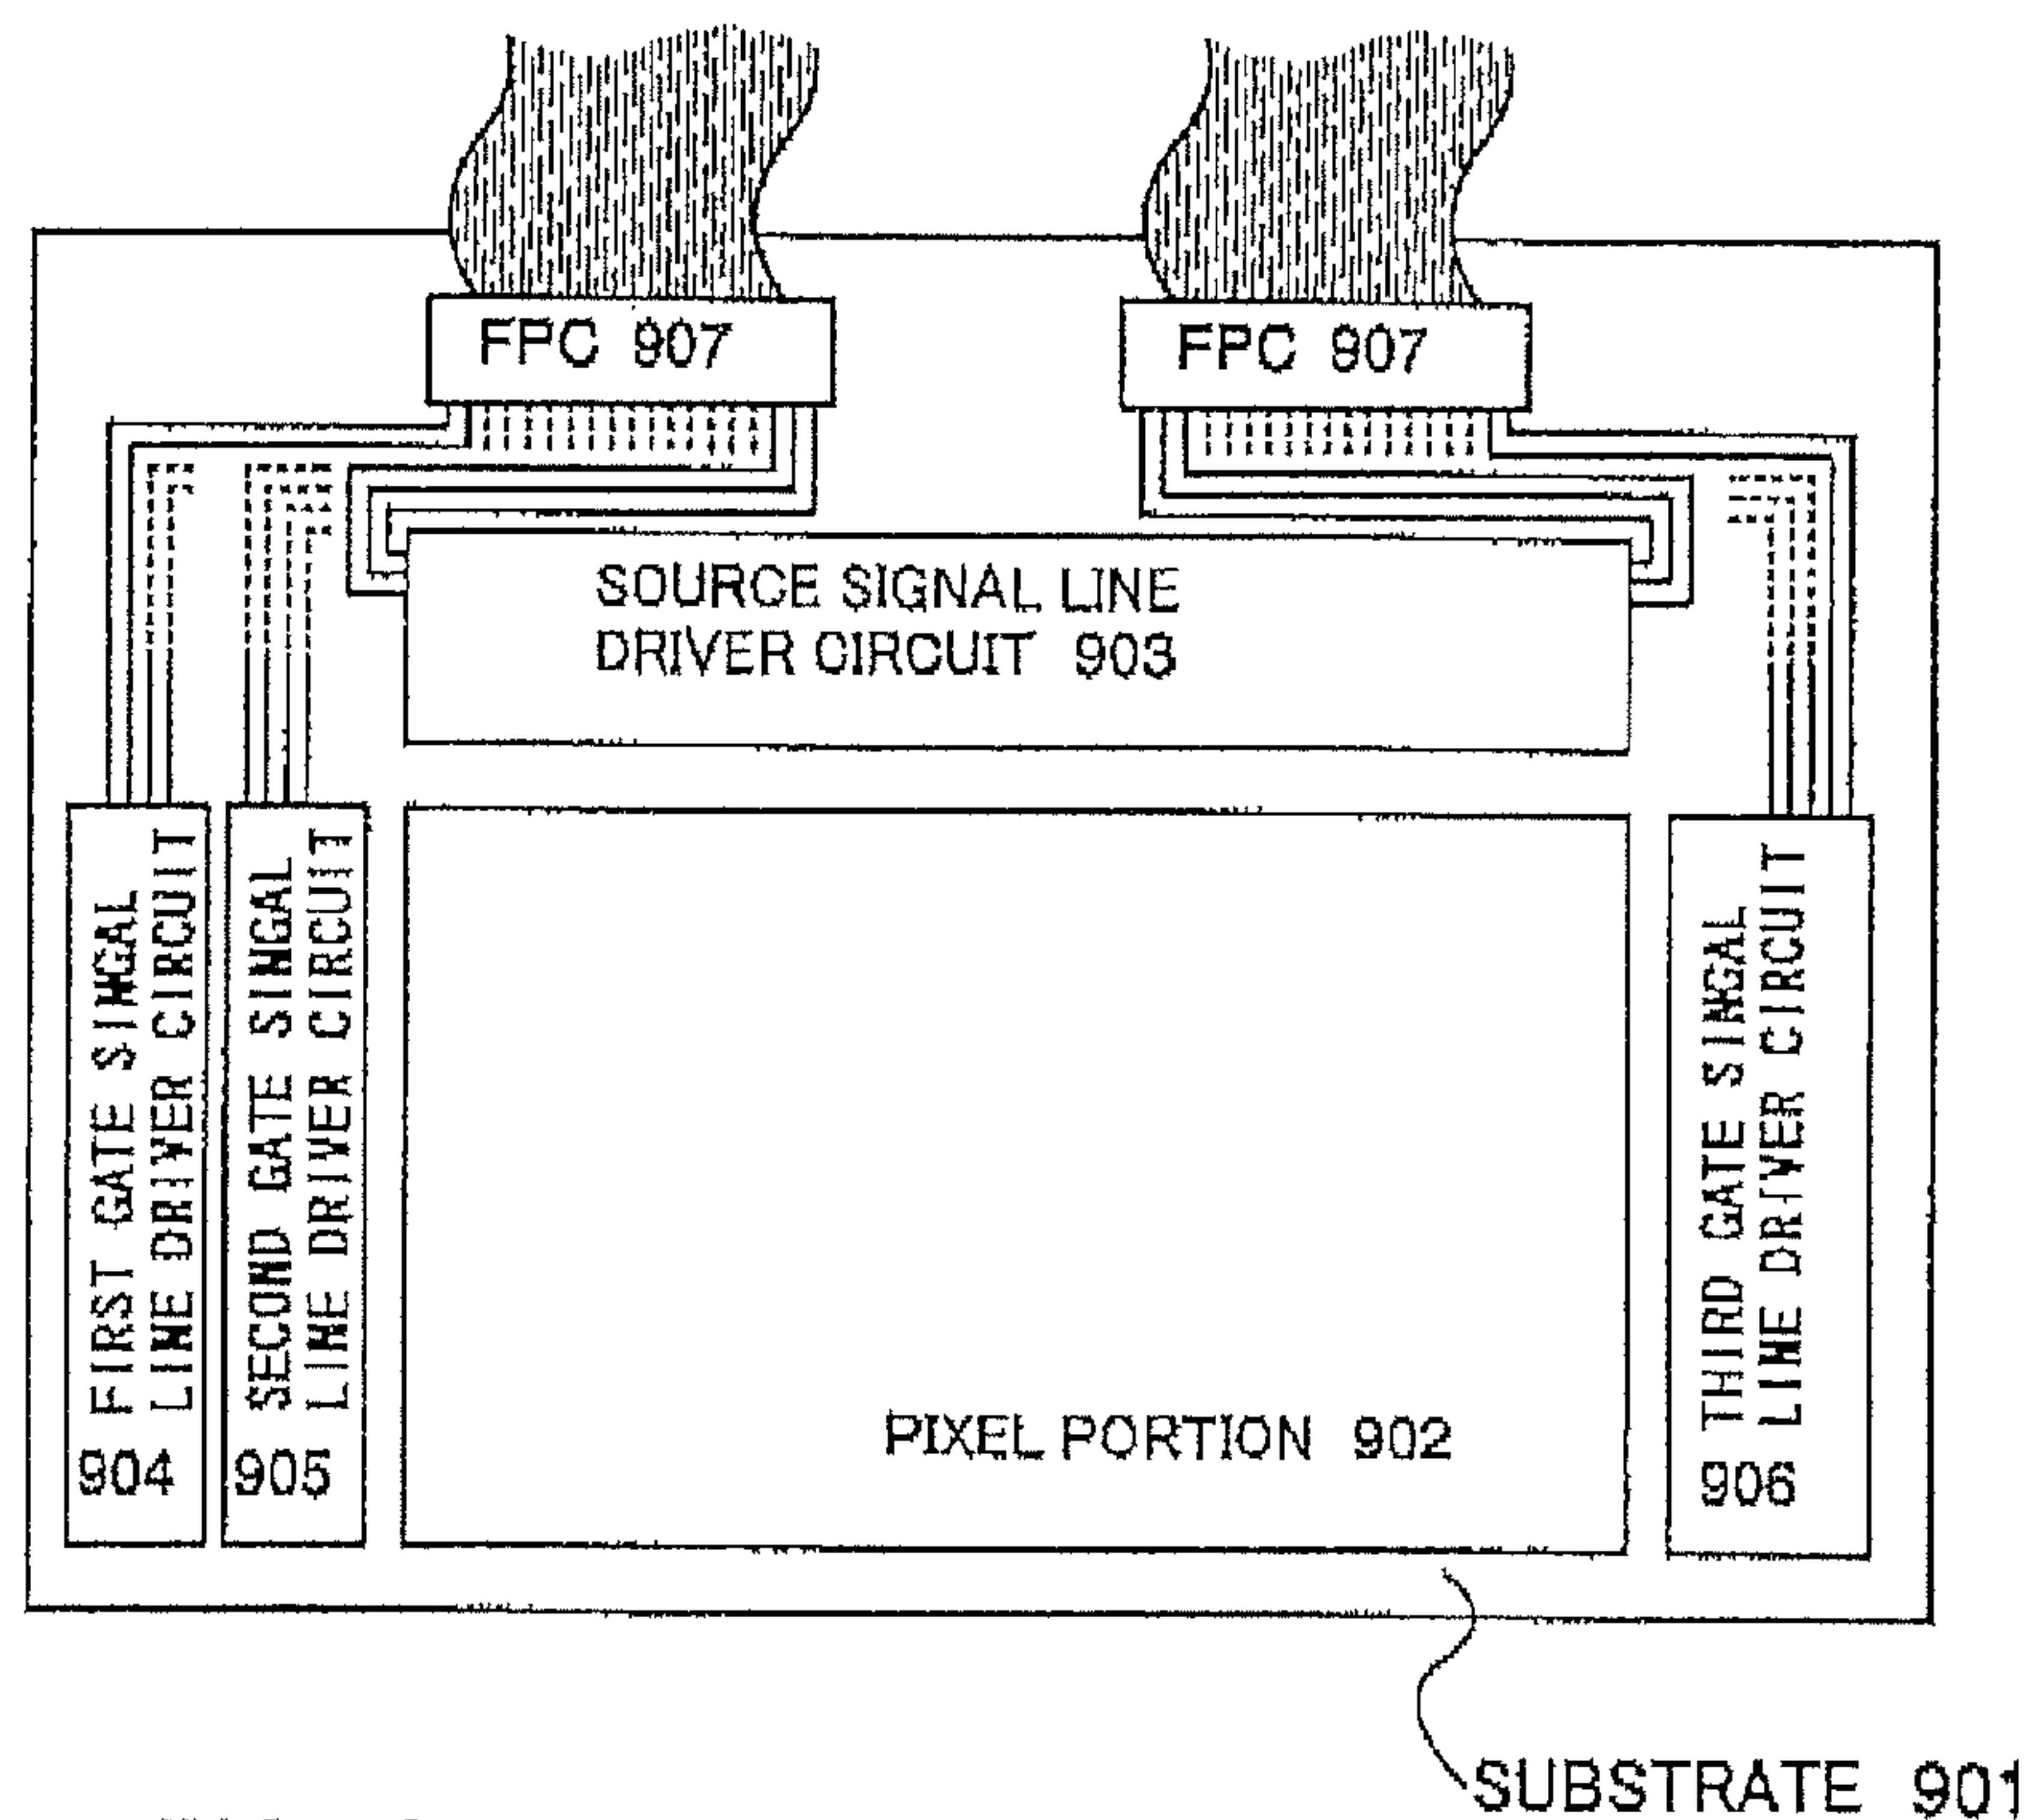 FPC 907
FPC 907
SOURCE SIGNAL LINE
DRIVER CIRCUIT 903
FIRST GATE SINGAL
LINE DRIVER CIRCUIT
904
SECOND GATE SINGAL
LINE DRIVER CIRCUIT
905
PIXEL PORTION 902
THIRD GATE SINGAL
LINE DRIVER CIRCUIT
906
SUBSTRATE 901